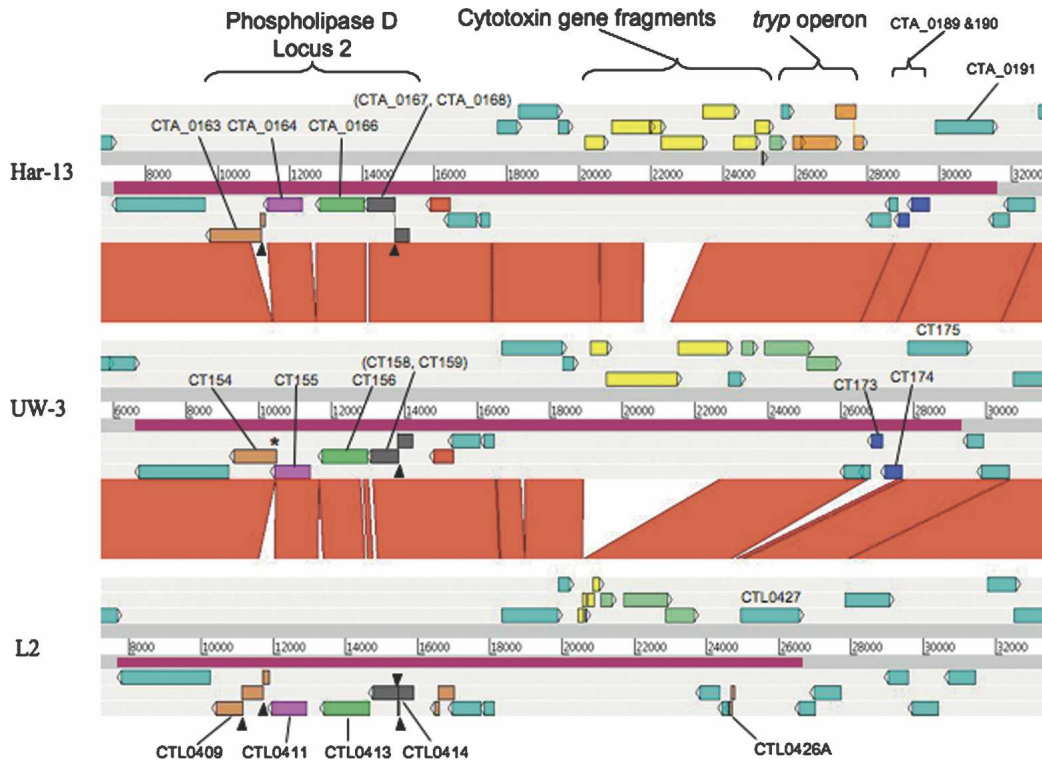 Phospholipase D
Locus 2
Cytotoxin gene fragments
tryp operon
CTA_0189 &190
CTA_0191
(CTA_0167, CTA_0168)
CTA_0163 CTA_0164 CTA_0166
Har-13
8000 10000 12000 14000 16000 18000 20000 22000 24000 26000 28000 30000 32000
CT175
(CT158, CT159)
CT154 CT155 CT156 CT173 CT174
UW-3
6000 8000 10000 12000 14000 16000 18000 20000 22000 24000 26000 28000 30000
*
CTL0427
L2
8000 10000 12000 14000 16000 18000 20000 22000 24000 26000 28000 30000 32000
CTL0409 CTL0411 CTL0413 CTL0414 CTL0426A